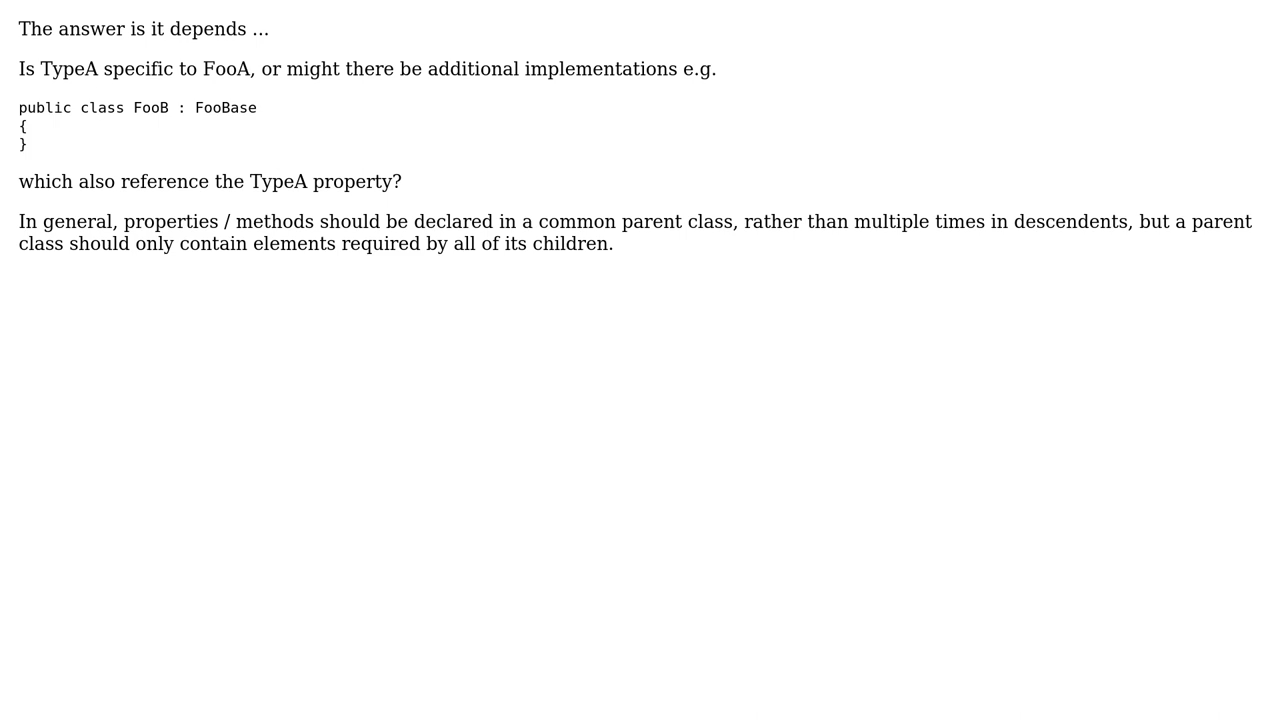 The answer is it depends ...
Is TypeA specific to FooA, or might there be additional implementations e.g.
public class FooB : FooBase
{
}
which also reference the TypeA property?
In general, properties / methods should be declared in a common parent class, rather than multiple times in descendents, but a parent
class should only contain elements required by all of its children.